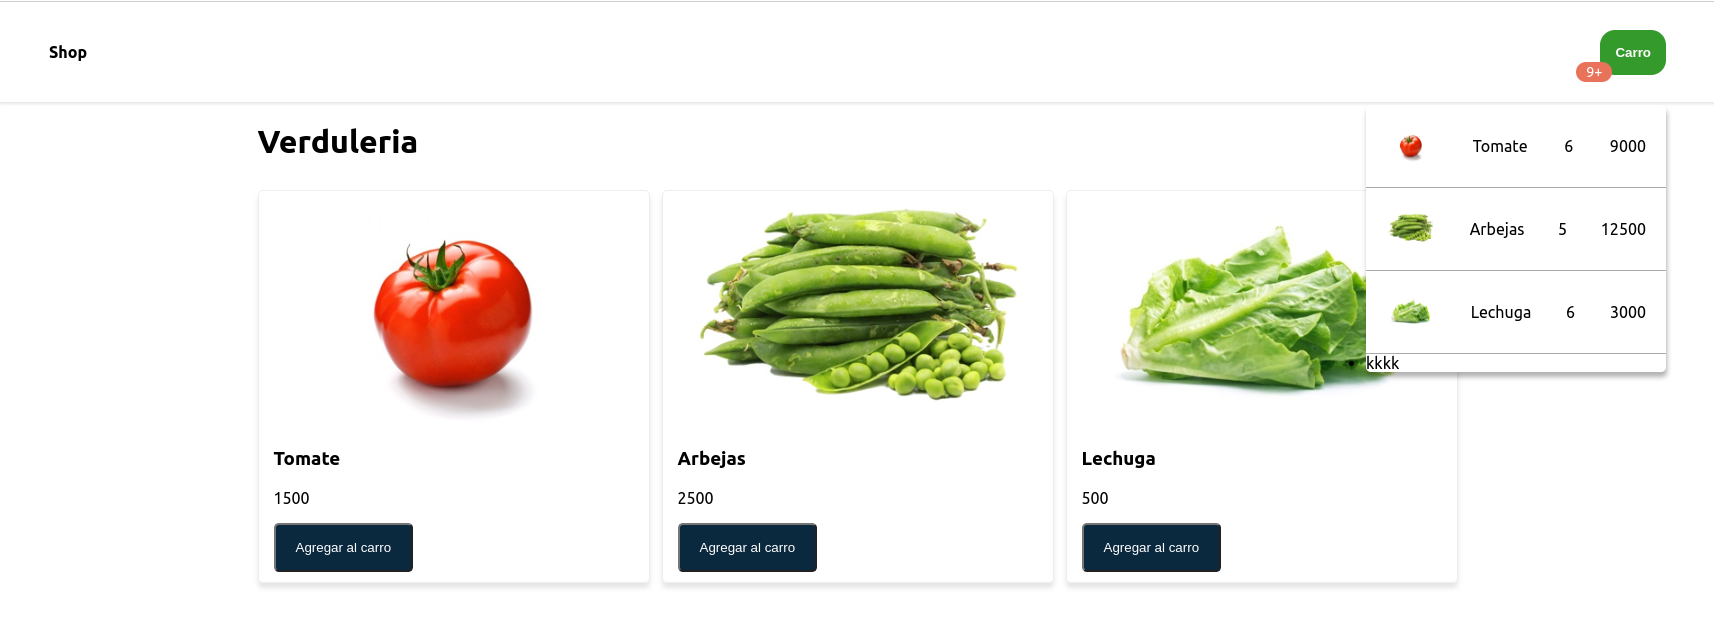 Shop
Carro
9+
Verduleria
Tomate 6 9000
Arbejas 5 12500
Lechuga 6 3000
kkkk
Tomate
1500
Agregar al carro
Arbejas
2500
Agregar al carro
Lechuga
500
Agregar al carro